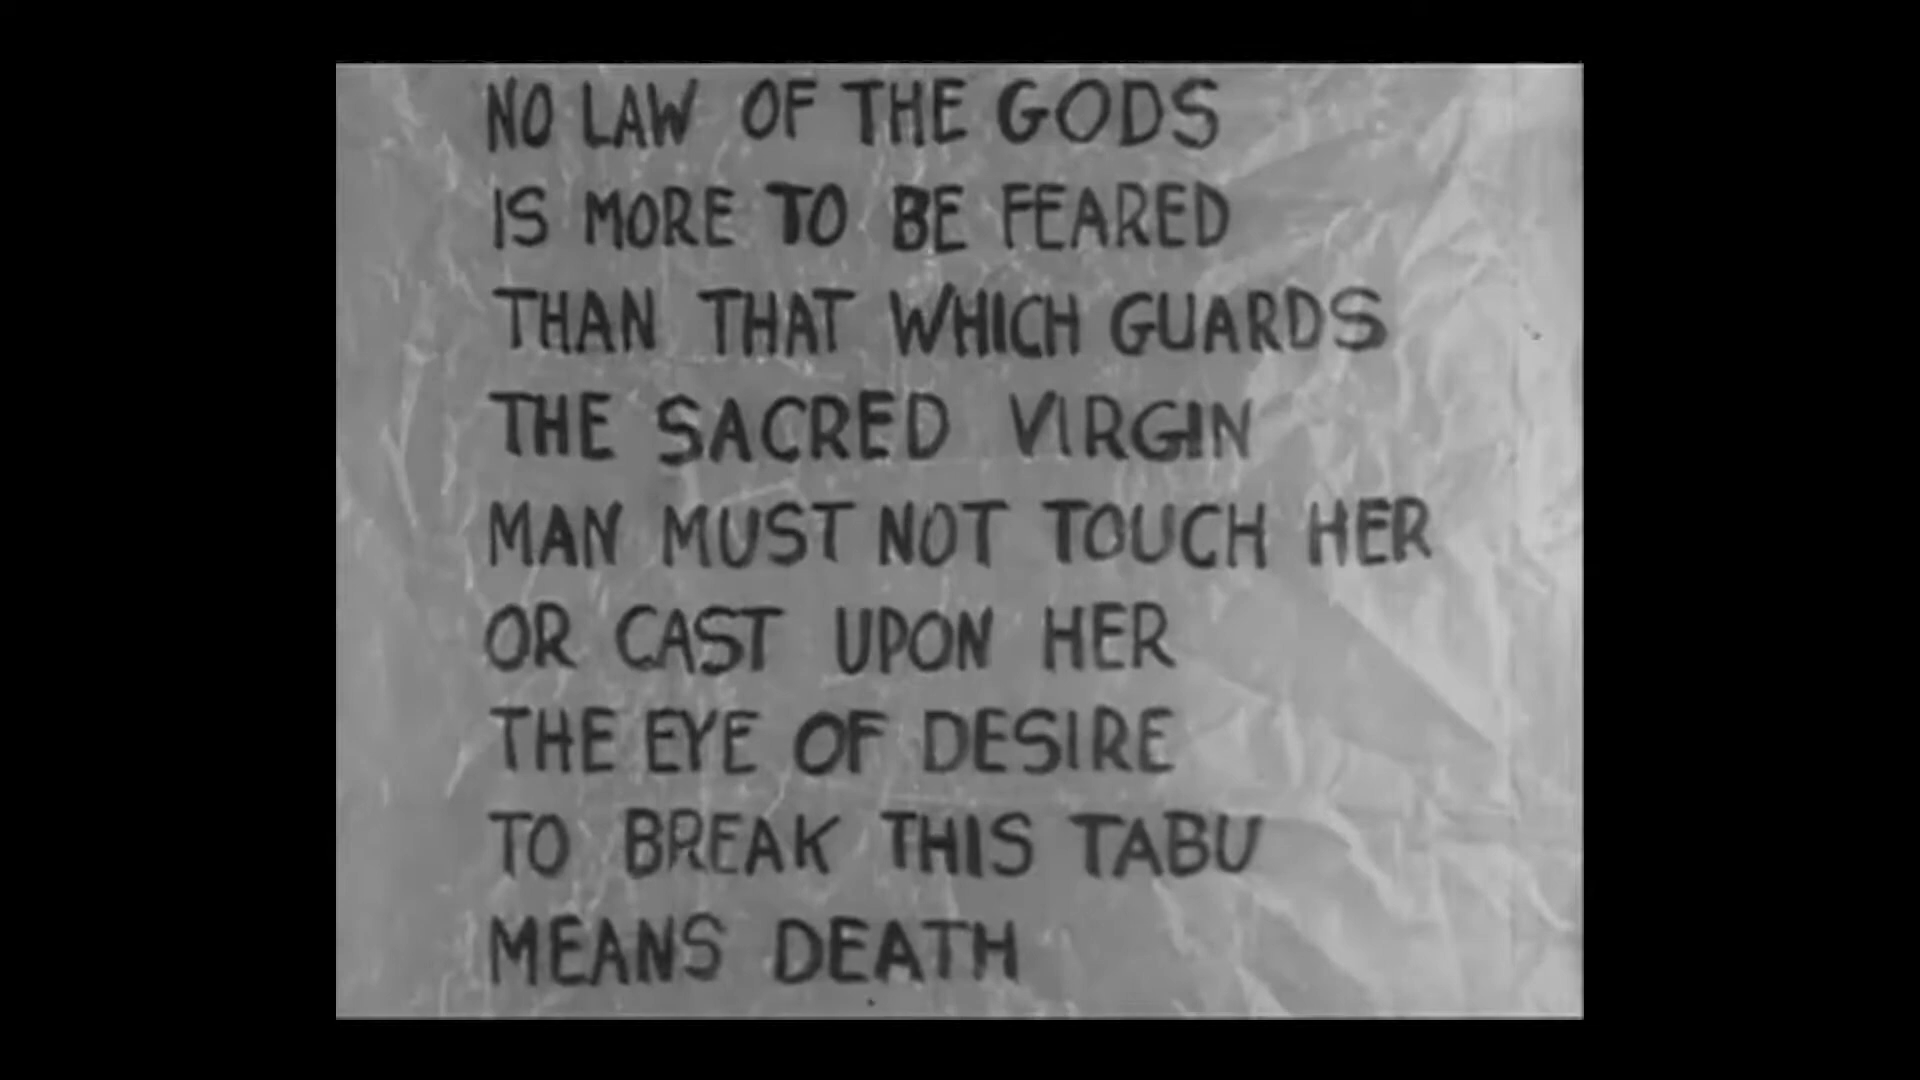 NO LAW OF THE GODS
IS MORE TO BE FEARED
THAN THAT WHICH GUARDS
THE SACRED VIRGIN
MAN MUST NOT TOUCH HER
OR CAST UPON HER
THE EYE OF DESIRE
TO BREAK THIS TABU
MEANS DEATH